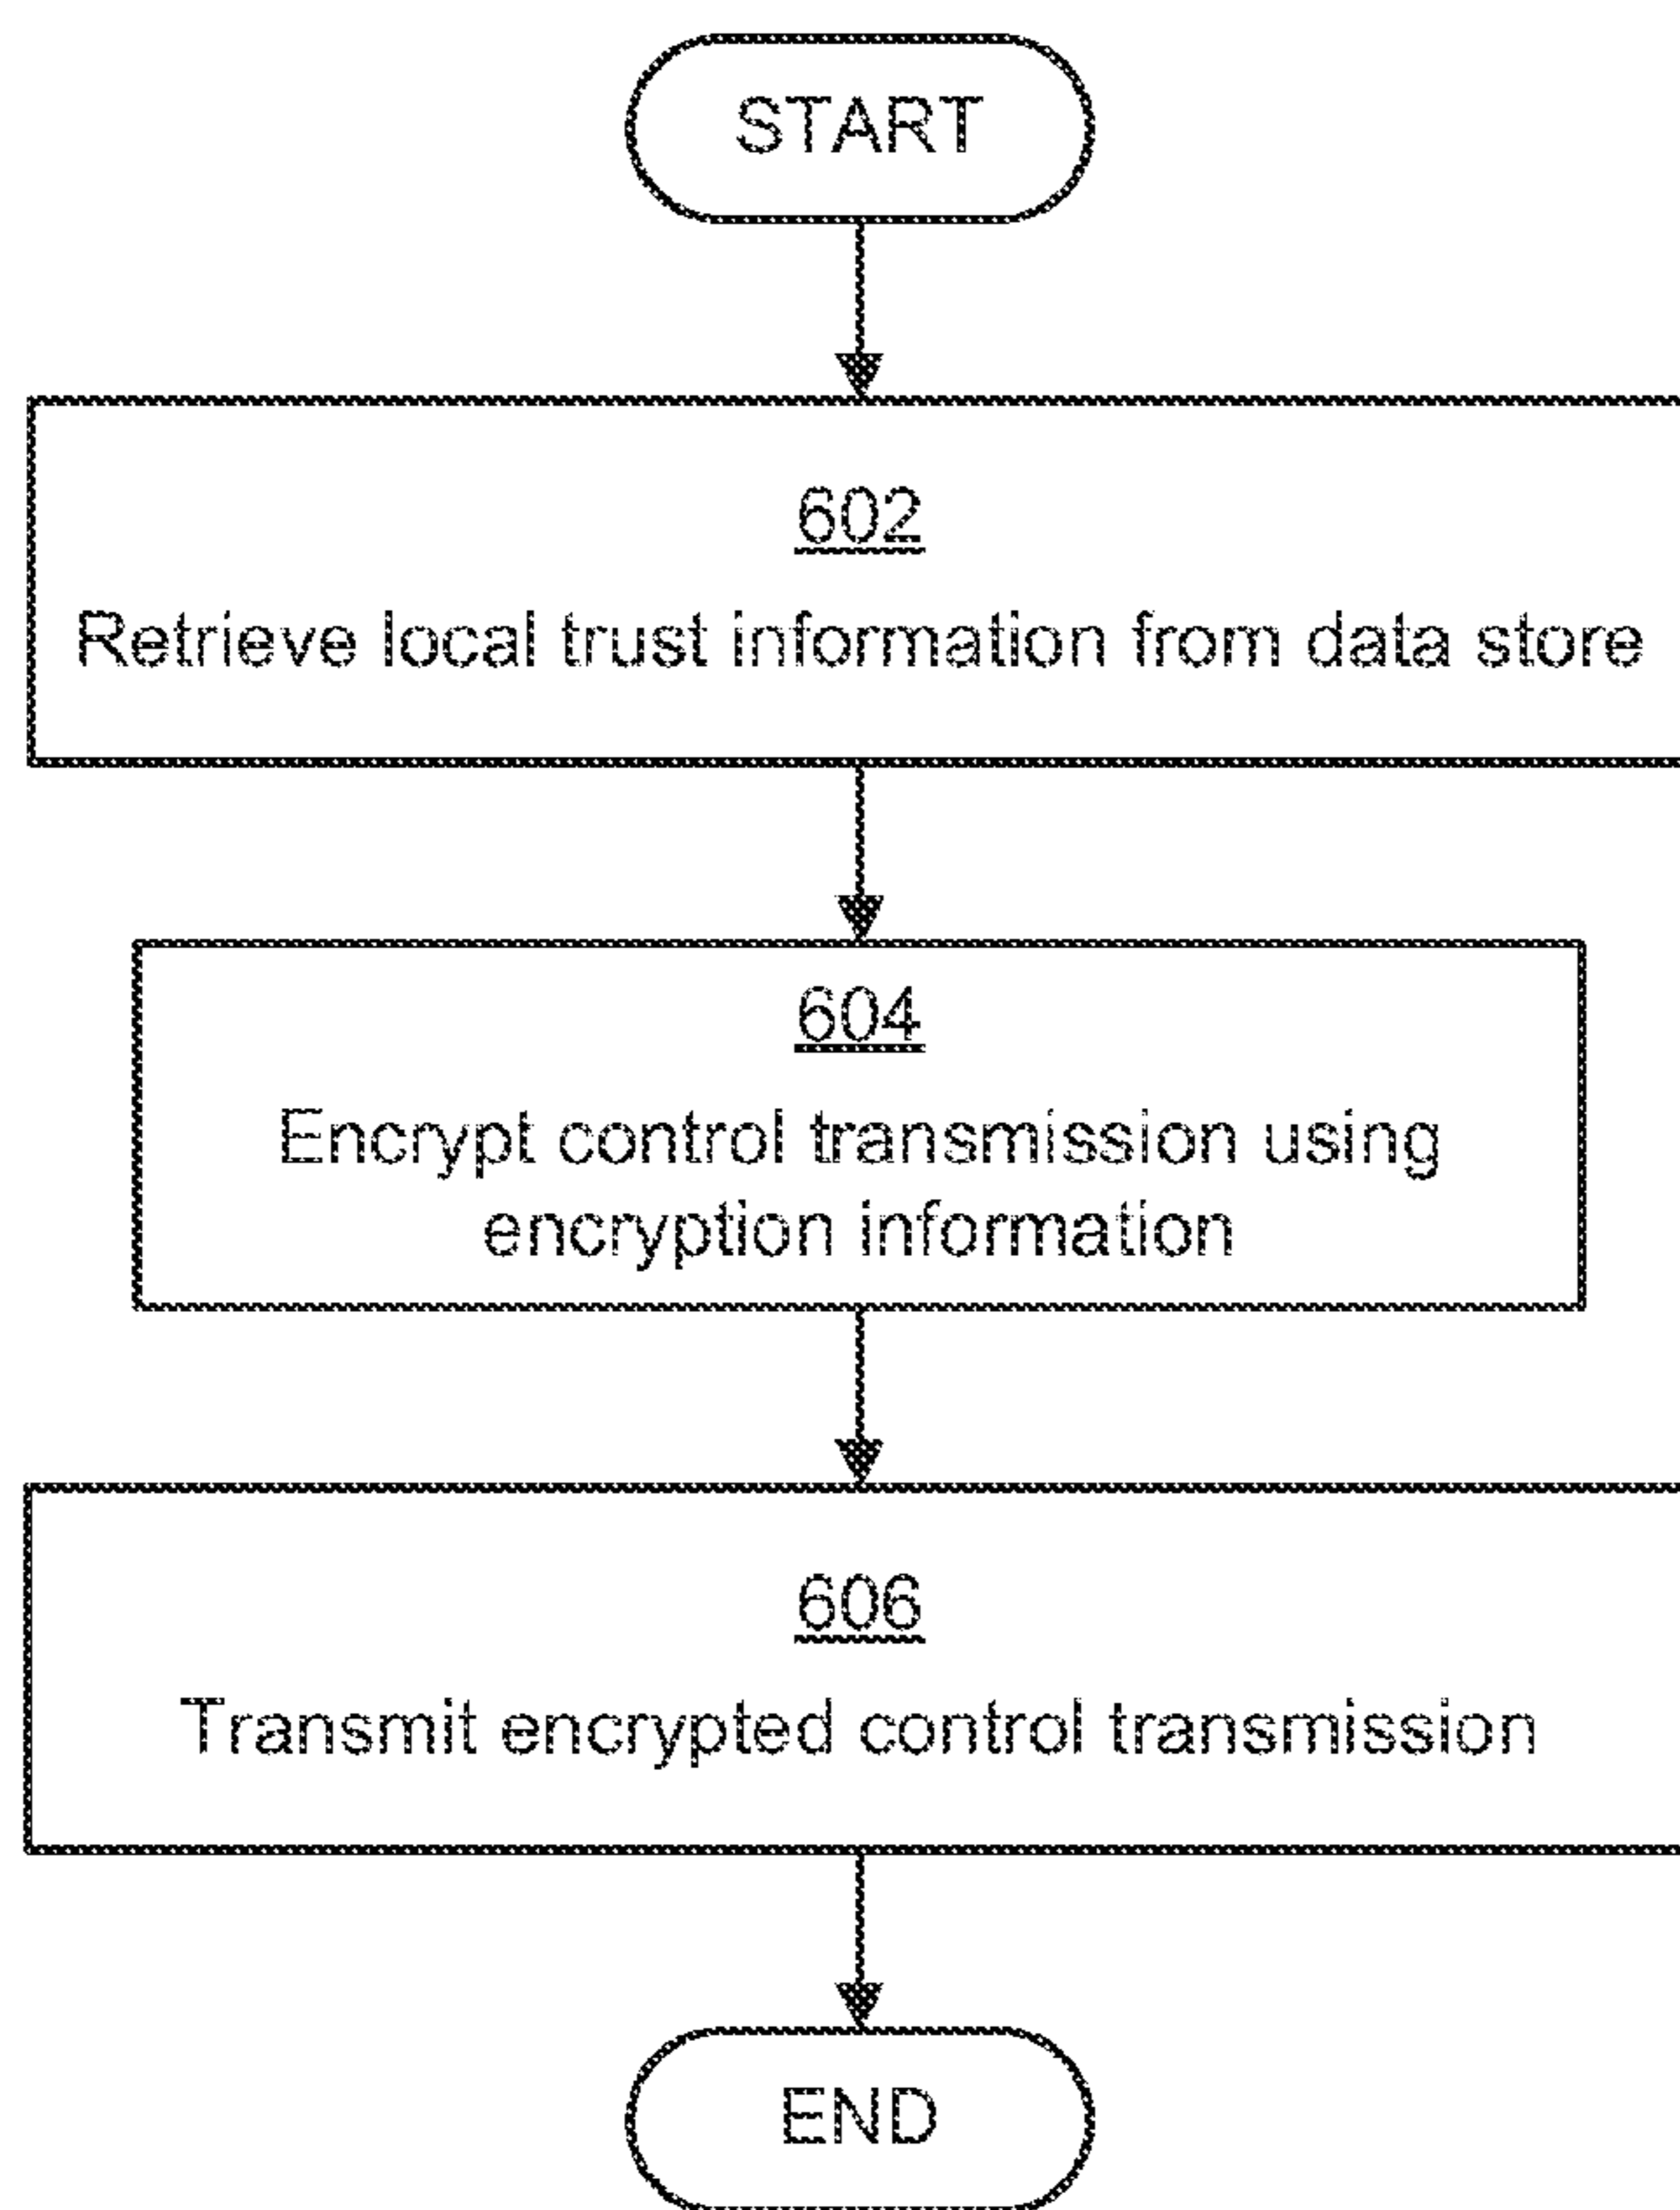 START
602
Retrieve local trust information from data store
604
Encrypt control transmission using
encryption information
606
Transmit encrypted control transmission
END